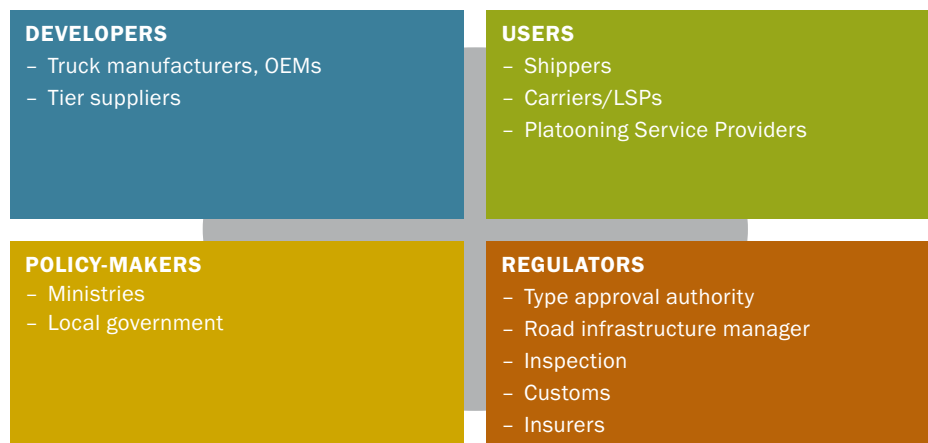 DEVELOPERS
– Truck manufacturers, OEMs
– Tier suppliers
USERS
– Shippers
– Carriers/LSPs
– Platooning Service Providers
POLICY-MAKERS
– Ministries
– Local government
REGULATORS
– Type approval authority
– Road infrastructure manager
– Inspection
– Customs
– Insurers